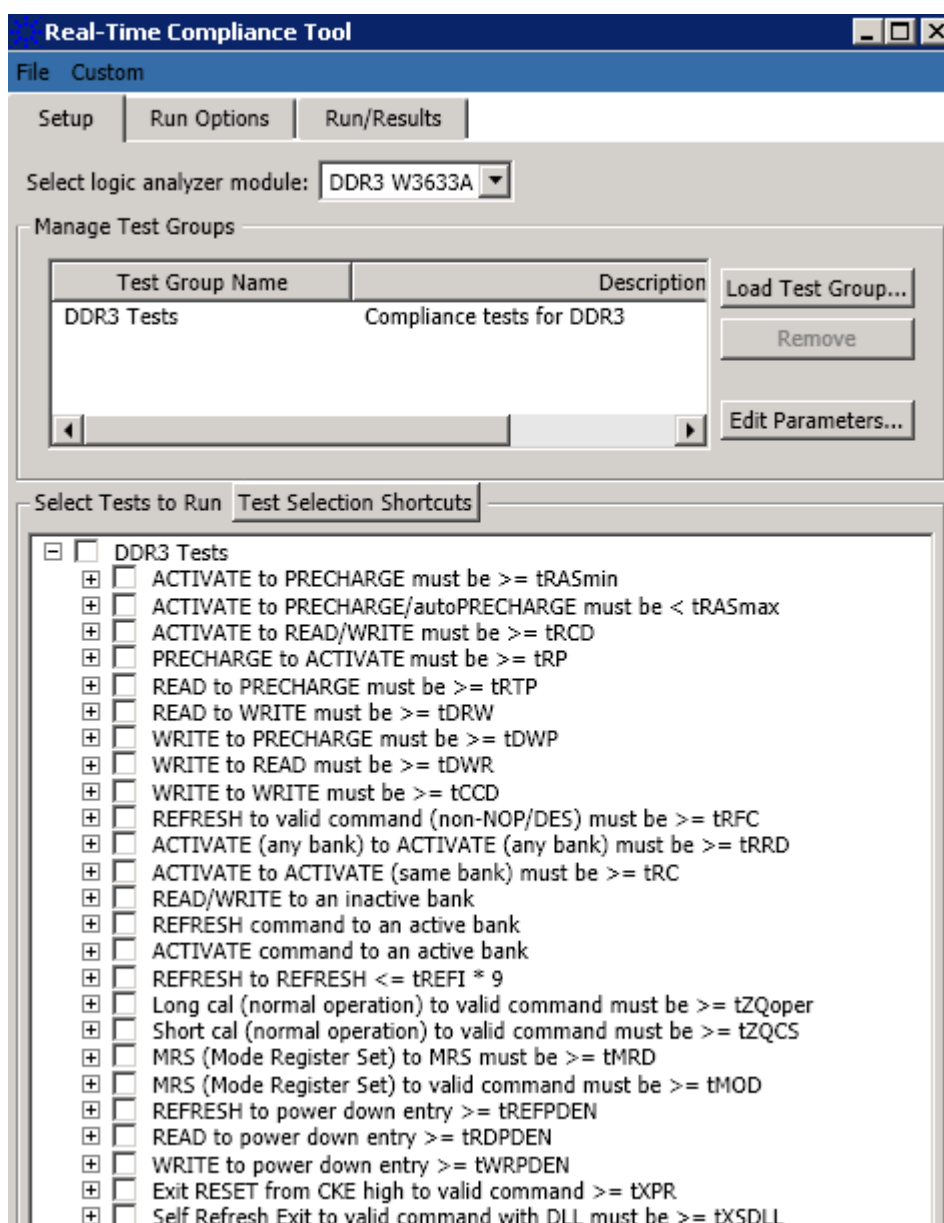 Real-Time Compliance Tool
File Custom
Setup Run Options Run/Results
Select logic analyzer module: DDR3 W3633A
Manage Test Groups
Test Group Name Description
DDR3 Tests Compliance tests for DDR3
Load Test Group...
Remove
Edit Parameters...
Select Tests to Run Test Selection Shortcuts
DDR3 Tests
ACTIVATE to PRECHARGE must be >= tRASmin
ACTIVATE to PRECHARGE/autoPRECHARGE must be < tRASmax
ACTIVATE to READ/WRITE must be >= tRCD
PRECHARGE to ACTIVATE must be >= tRP
READ to PRECHARGE must be >= tRTP
READ to WRITE must be >= tDRW
WRITE to PRECHARGE must be >= tDWP
WRITE to READ must be >= tDWR
WRITE to WRITE must be >= tCCD
REFRESH to valid command (non-NOP/DES) must be >= tRFC
ACTIVATE (any bank) to ACTIVATE (any bank) must be >= tRRD
ACTIVATE to ACTIVATE (same bank) must be >= tRC
READ/WRITE to an inactive bank
REFRESH command to an active bank
ACTIVATE command to an active bank
REFRESH to REFRESH <= tREFI * 9
Long cal (normal operation) to valid command must be >= tZQoper
Short cal (normal operation) to valid command must be >= tZQCS
MRS (Mode Register Set) to MRS must be >= tMRD
MRS (Mode Register Set) to valid command must be >= tMOD
REFRESH to power down entry >= tREFPDEN
READ to power down entry >= tRDPDEN
WRITE to power down entry >= tWRPDEN
Exit RESET from CKE high to valid command >= tXPR
Self Refresh Exit to valid command with DLL must be >= tXSDLL